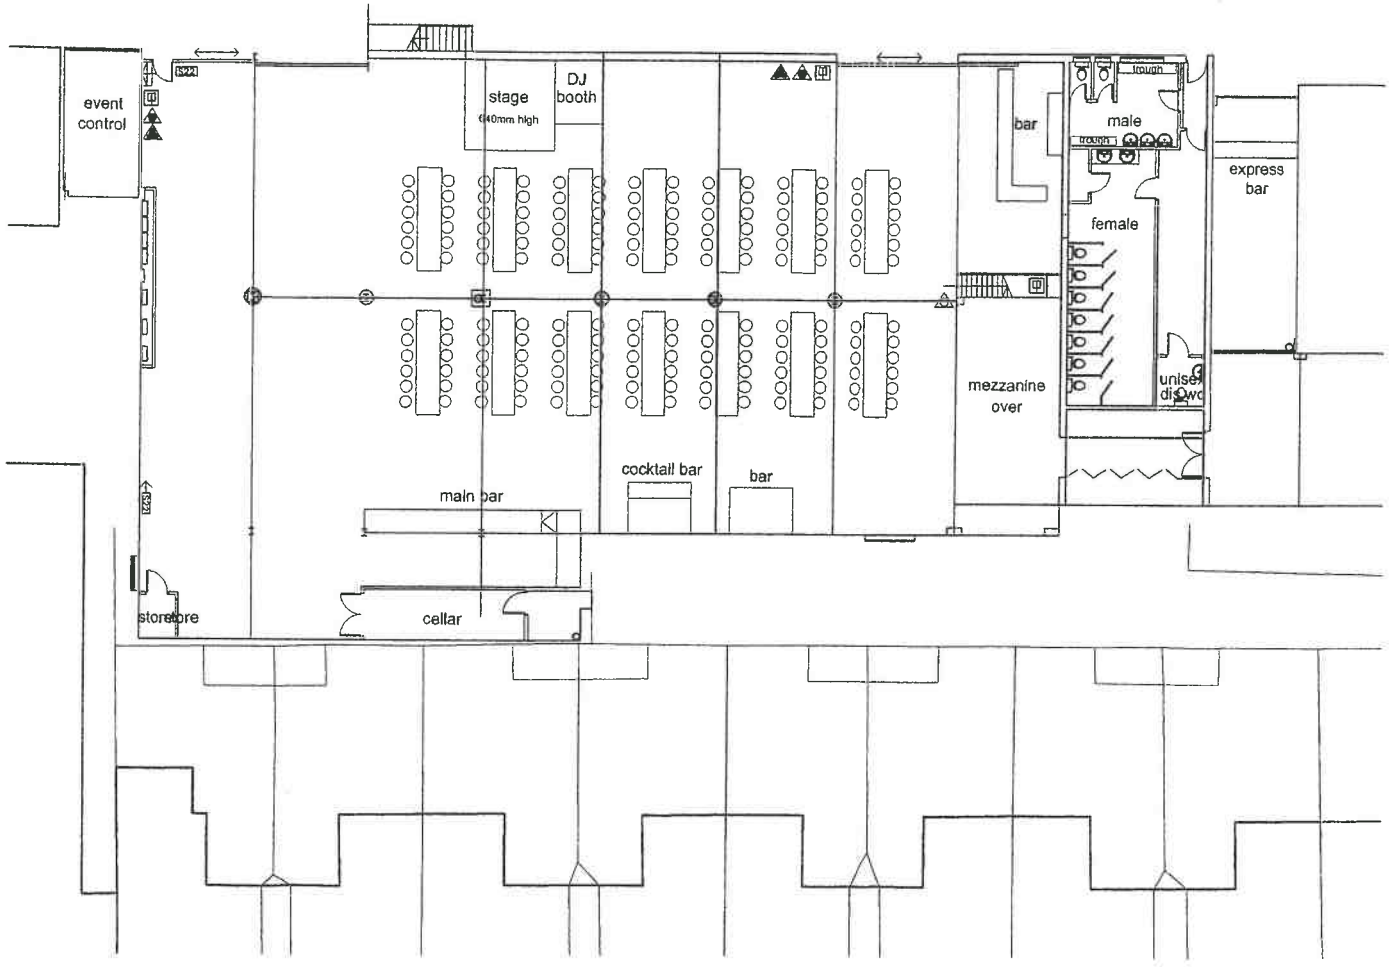 event
control
S22
stage
640mm high
DJ
booth
bar
trough
male
trough
female
express
bar
mezzanine
over
unisex
dis wc
cocktail bar
bar
main bar
S22
store
cellar